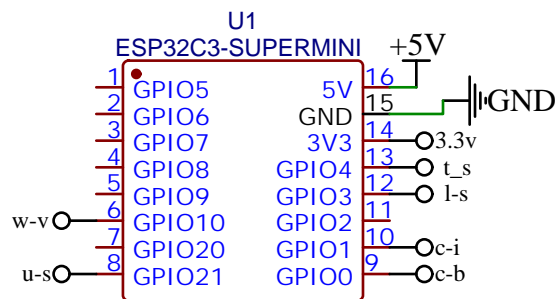 U1
ESP32C3-SUPERMINI
+5V
1 GPIO5 5V 16
2 GPIO6 GND 15 GND
3 GPIO7 3V3 14 3.3v
4 GPIO8 GPIO4 13 t_s
5 GPIO9 GPIO3 12 l-s
w-v 6 GPIO10 GPIO2 11
7 GPIO20 GPIO1 10 c-i
u-s 8 GPIO21 GPIO0 9 c-b